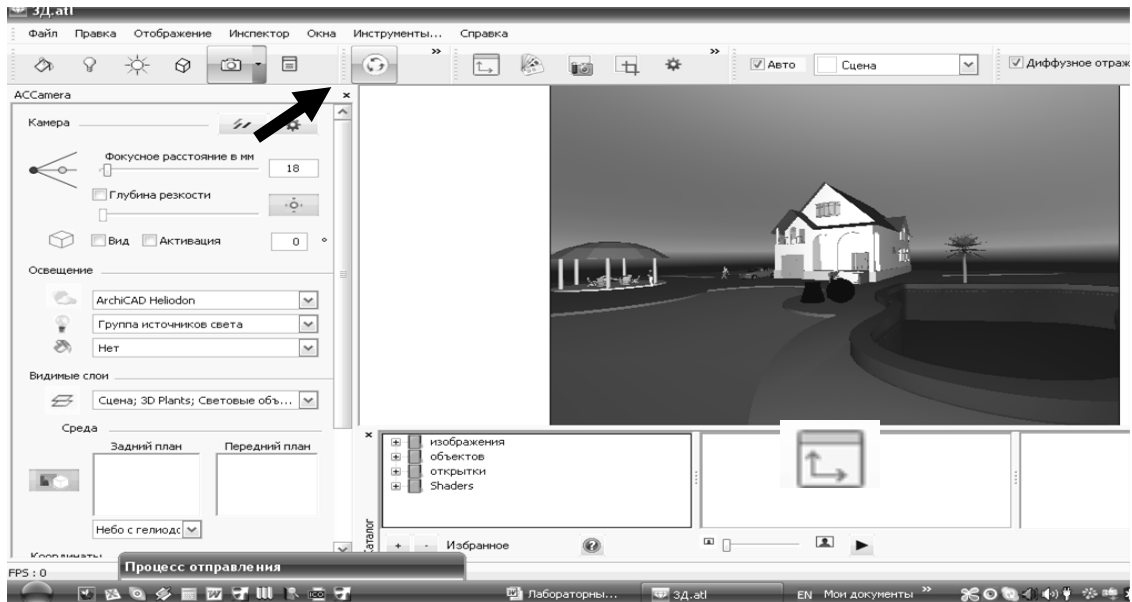 3Д.atl
Файл Правка Отображение Инспектор Окна Инструменты... Справка
» » Авто Сцена Диффузное отраж
ACCamera
Камера
Фокусное расстояние в мм
18
Глубина резкости
Вид Активация 0 °
Освещение
ArchiCAD Heliodon
Группа источников света
Нет
Видимые слои
Сцена; 3D Plants; Световые объ...
Среда
Задний план Передний план
Небо с гелиодс
Координаты
изображения
объектов
открытки
Shaders
Каталог
+ - Избранное
FPS : 0
Процесс отправления
Лабораторны... 3Д.atl EN Мои документы »